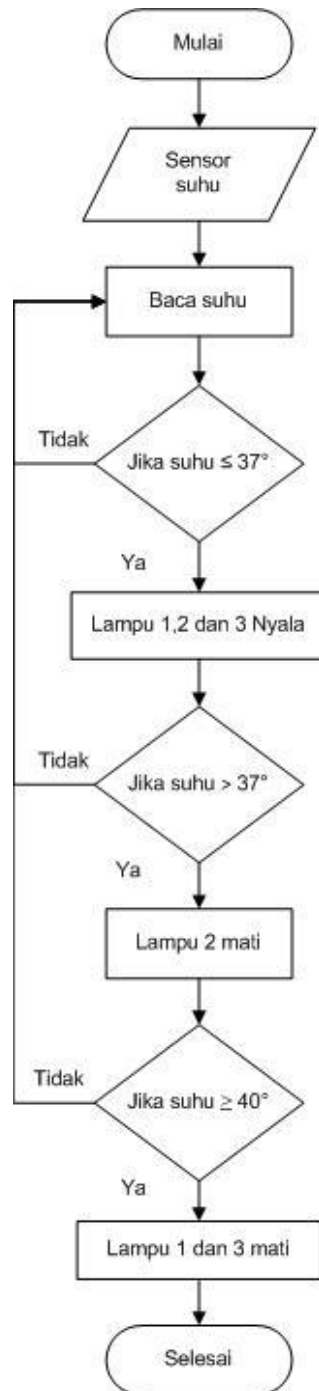 Mulai
Sensor
suhu
Baca suhu
Tidak
Jika suhu ≤ 37°
Ya
Lampu 1,2 dan 3 Nyala
Tidak
Jika suhu > 37°
Ya
Lampu 2 mati
Tidak
Jika suhu ≥ 40°
Ya
Lampu 1 dan 3 mati
Selesai